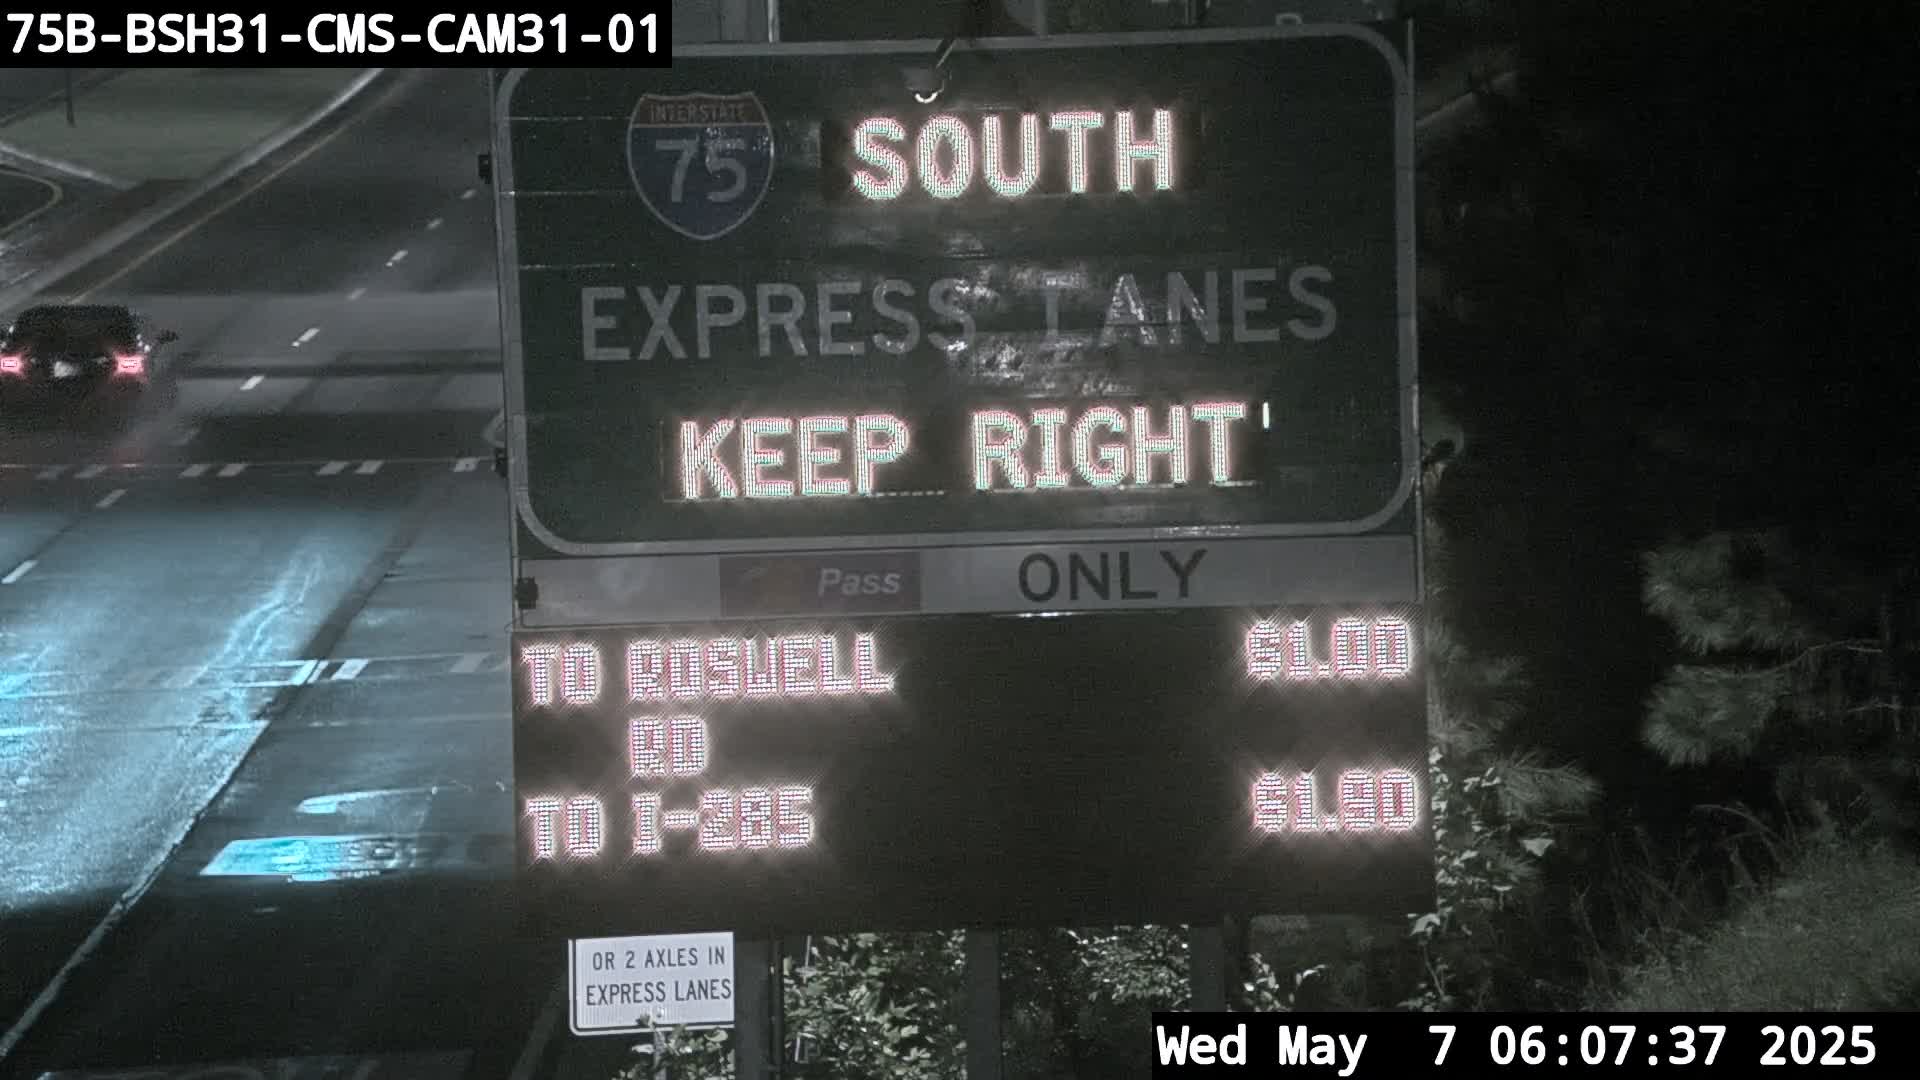 75B-BSH31-CMS-CAM31-01
INTERSTATE
75
SOUTH
EXPRESS LANES
KEEP RIGHT
Pass
ONLY
TO ROSWELL $1.00
RD
TO I-285 $1.90
OR 2 AXLES IN
EXPRESS LANES
Wed May 7 06:07:37 2025